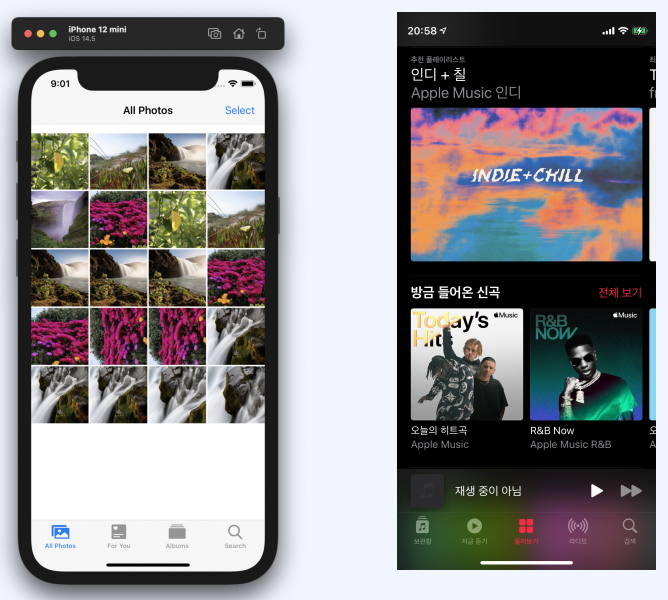 iPhone 12 mini
iOS 14.5
9:01
All Photos
Select
All Photos
For You
Albums
Search
20:58
추천 플레이리스트
인디 + 칠
Apple Music 인디
INDIE+CHILL
방금 들어온 신곡
전체 보기
Today's
Hits
Music
오늘의 히트곡
Apple Music
R&B
NOW
Music
R&B Now
Apple Music R&B
재생 중이 아님
보관함
지금 듣기
둘러보기
라디오
검색